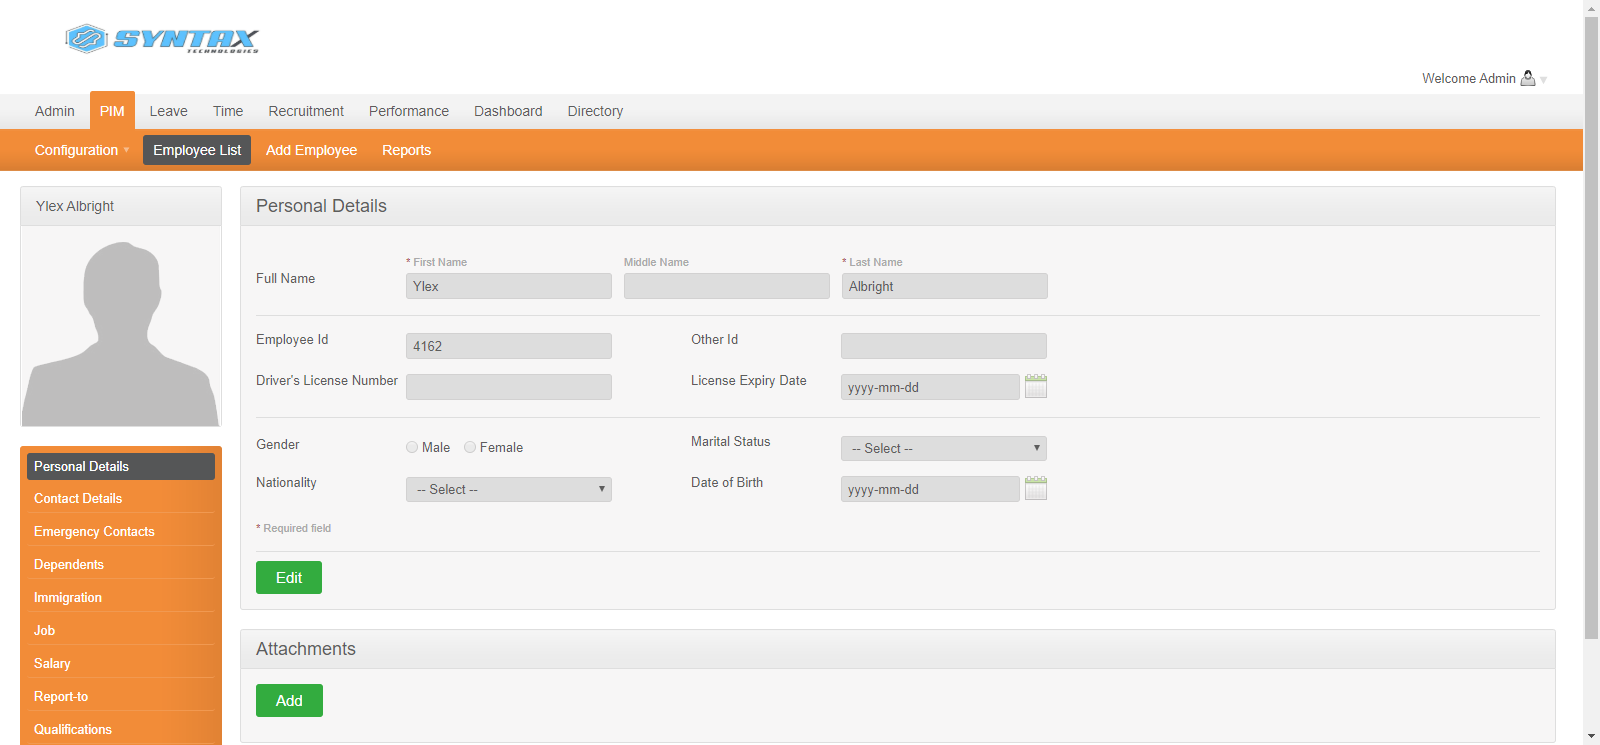 SYNTAX
TECHNOLOGIES
Welcome Admin
Admin PIM Leave Time Recruitment Performance Dashboard Directory
Configuration Employee List Add Employee Reports
Ylex Albright
Personal Details
Contact Details
Emergency Contacts
Dependents
Immigration
Job
Salary
Report-to
Qualifications
Personal Details
* First Name Middle Name * Last Name
Full Name Ylex Albright
Employee Id 4162 Other Id
Driver's License Number License Expiry Date yyyy-mm-dd
Gender Male Female Marital Status -- Select --
Nationality -- Select -- Date of Birth yyyy-mm-dd
* Required field
Edit
Attachments
Add